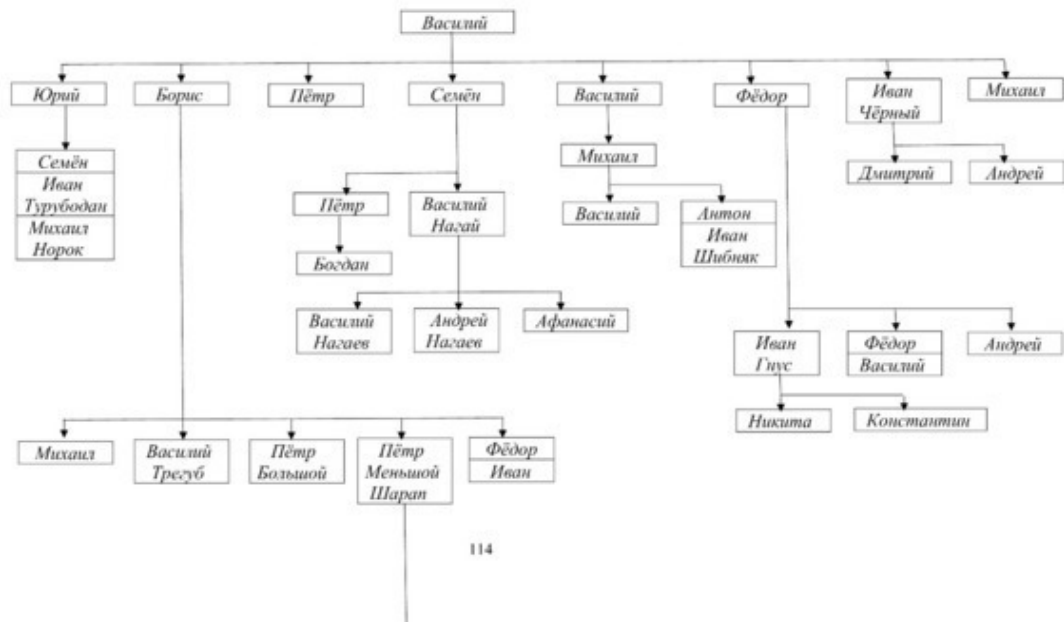 Василий
Юрий
Борис
Пётр
Семён
Василий
Фёдор
Иван
Чёрный
Михаил
Семён
Иван
Турубодан
Михаил
Норок
Михаил
Дмитрий
Андрей
Пётр
Василий
Нагай
Василий
Антон
Иван
Шибняк
Богдан
Василий
Нагаев
Андрей
Нагаев
Афанасий
Иван
Гнус
Фёдор
Василий
Андрей
Никита
Константин
Михаил
Василий
Трегуб
Пётр
Большой
Пётр
Меньшой
Шарап
Фёдор
Иван
114